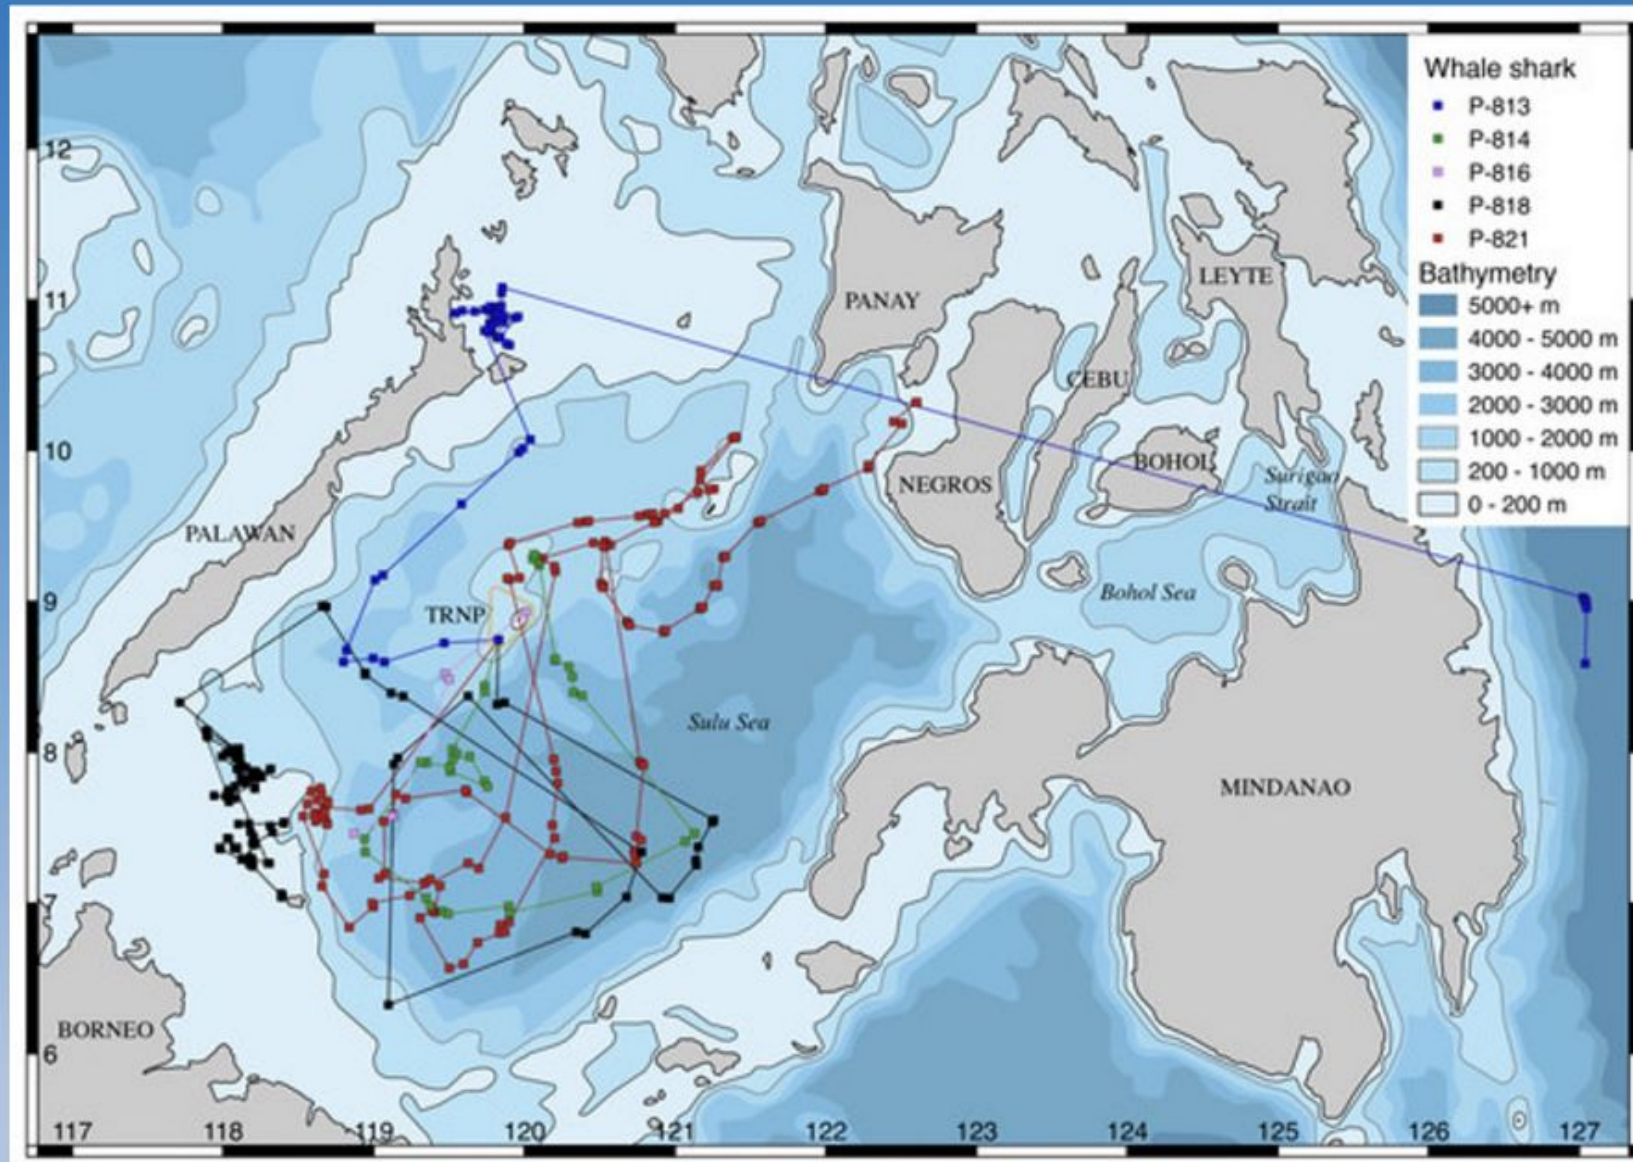 Whale shark
P-813
P-814
P-816
P-818
P-821
Bathymetry
5000+ m
4000 - 5000 m
3000 - 4000 m
2000 - 3000 m
1000 - 2000 m
200 - 1000 m
0 - 200 m
12
11
10
9
8
7
6
PANAY
LEYTE
CEBU
BOHOL
NEGROS
Surigao
Strait
PALAWAN
Bohol Sea
TRNP
Sulu Sea
MINDANAO
BORNEO
117 118 119 120 121 122 123 124 125 126 127